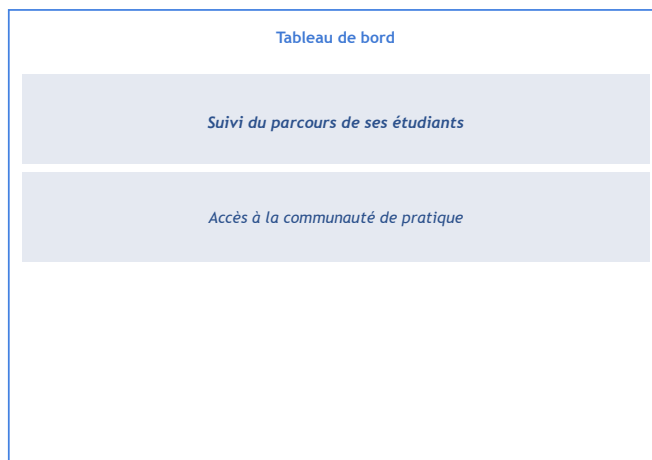 Tableau de bord
Suivi du parcours de ses étudiants
Accès à la communauté de pratique